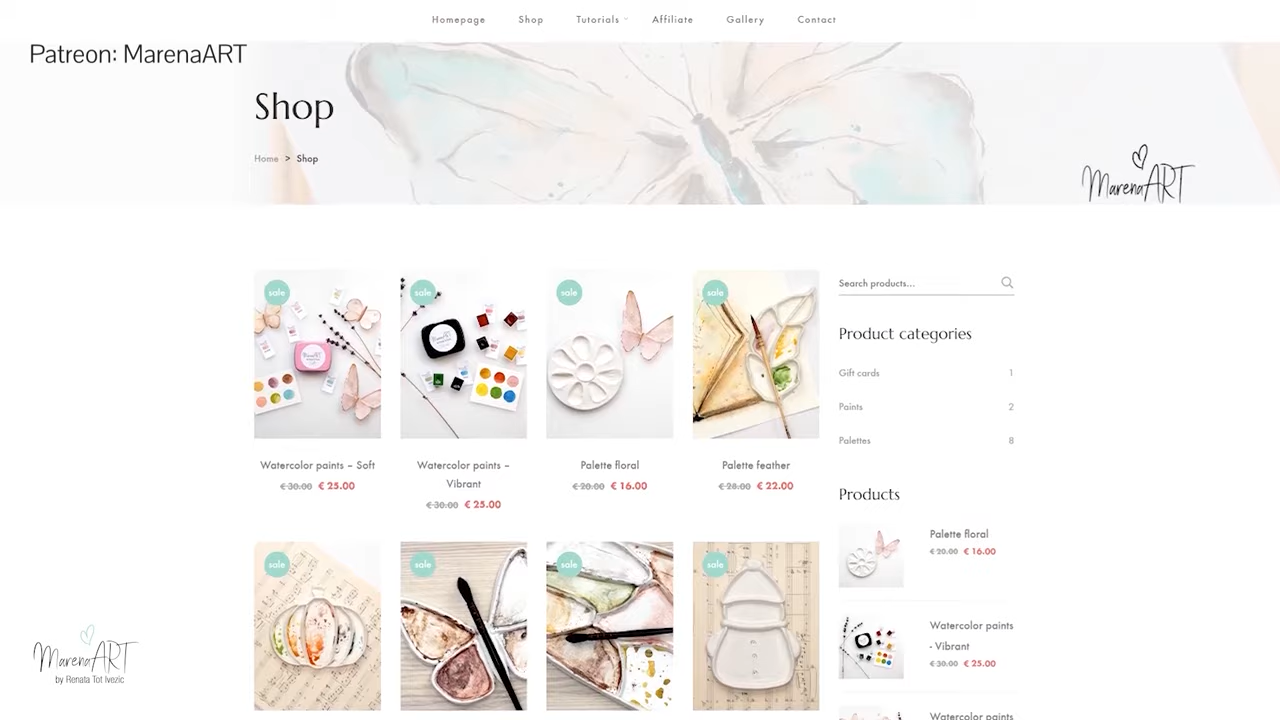 Homepage
Shop
Tutorials
Affiliate
Gallery
Contact
Patreon: MarenaART
Shop
Home > Shop
MarenaART
sale
sale
sale
sale
Watercolor paints – Soft
€ 30.00 € 25.00
Watercolor paints –
Vibrant
€ 30.00 € 25.00
Palette floral
€ 20.00 € 16.00
Palette feather
€ 28.00 € 22.00
sale
sale
sale
Search products...
Product categories
Gift cards 1
Paints 2
Palettes 8
Products
Palette floral
€ 20.00 € 16.00
Watercolor paints
- Vibrant
€ 30.00 € 25.00
Watercolor paints
sale
MarenaART
by Renata Tot Ivezic